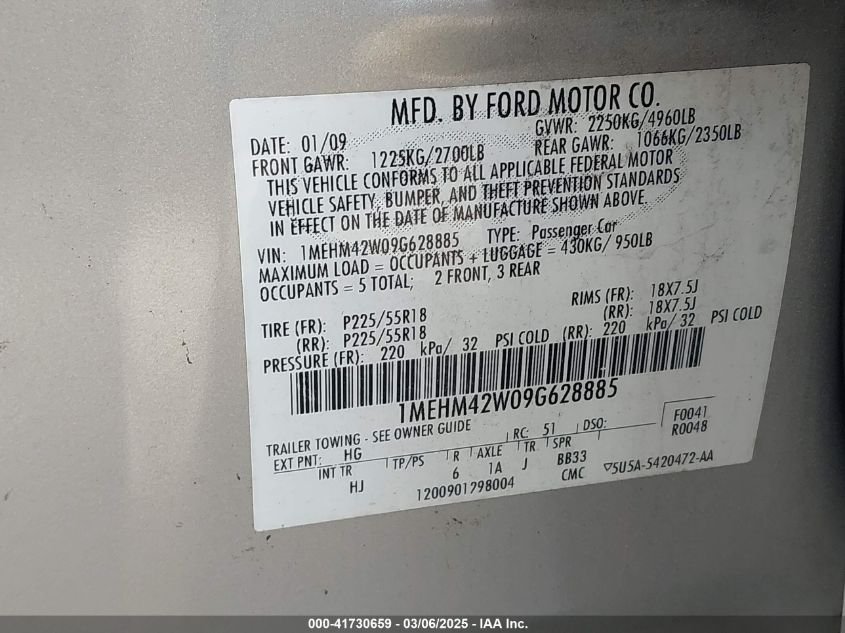 MFD. BY FORD MOTOR CO.
DATE: 01/09 GVWR: 2250KG/4960LB
FRONT GAWR: 1225KG/2700LB REAR GAWR: 1066KG/2350LB
THIS VEHICLE CONFORMS TO ALL APPLICABLE FEDERAL MOTOR
VEHICLE SAFETY, BUMPER, AND THEFT PREVENTION STANDARDS
IN EFFECT ON THE DATE OF MANUFACTURE SHOWN ABOVE.
VIN: 1MEHM42W09G628885 TYPE: Passenger Car
MAXIMUM LOAD = OCCUPANTS + LUGGAGE = 430KG/ 950LB
OCCUPANTS = 5 TOTAL; 2 FRONT, 3 REAR
TIRE (FR): P225/55R18 RIMS (FR): 18X7.5J
(RR): P225/55R18 (RR): 18X7.5J
PRESSURE (FR): 220 kPa/ 32 PSI COLD (RR): 220 kPa/ 32 PSI COLD
1MEHM42W09G628885
TRAILER TOWING - SEE OWNER GUIDE F0041
EXT PNT: HG RC: 51 DSO: R0048
INT TR TP/PS R AXLE TR SPR
HJ 6 1A J BB33 ▽5U5A-5420472-AA
1200901798004 CMC
000-41730659 - 03/06/2025 - IAA Inc.